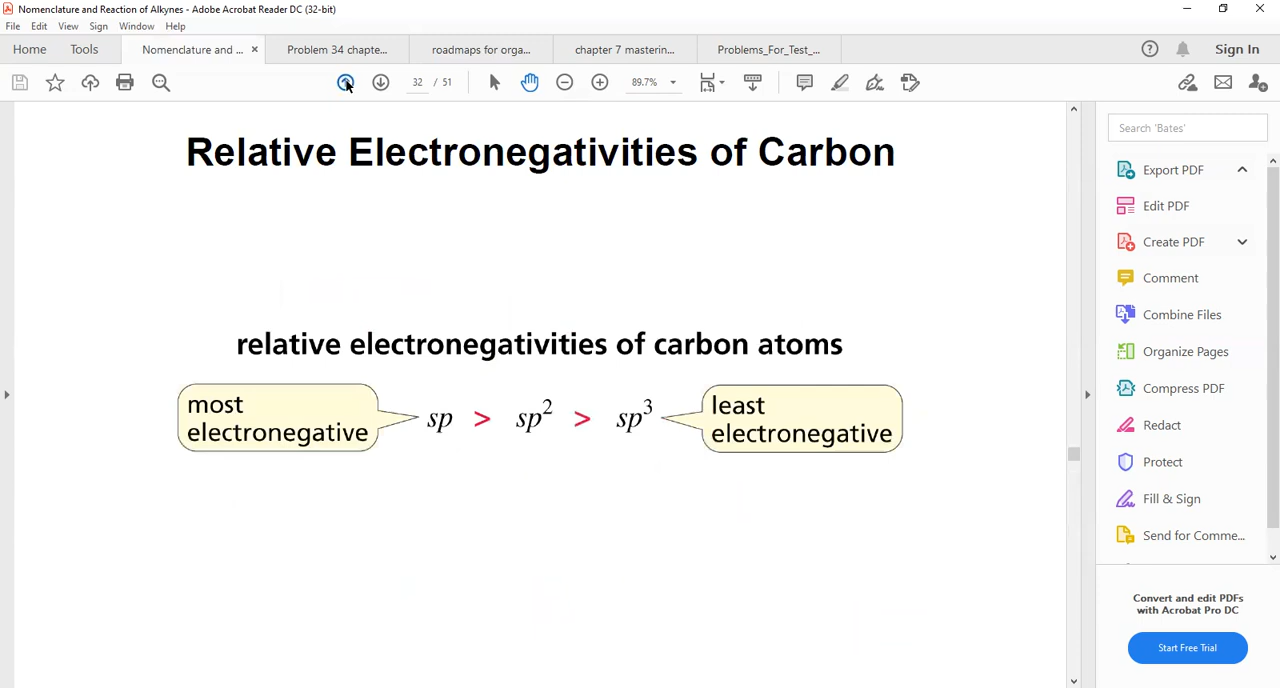 Nomenclature and Reaction of Alkynes - Adobe Acrobat Reader DC (32-bit)
File Edit View Sign Window Help
Home Tools Nomenclature and ... × Problem 34 chapte... roadmaps for orga... chapter 7 masterin... Problems_For_Test_... Sign In
32 / 51 89.7%
Relative Electronegativities of Carbon
relative electronegativities of carbon atoms
most
electronegative
sp > sp² > sp³
least
electronegative
Search 'Bates'
Export PDF
Edit PDF
Create PDF
Comment
Combine Files
Organize Pages
Compress PDF
Redact
Protect
Fill & Sign
Send for Comme...
Convert and edit PDFs
with Acrobat Pro DC
Start Free Trial